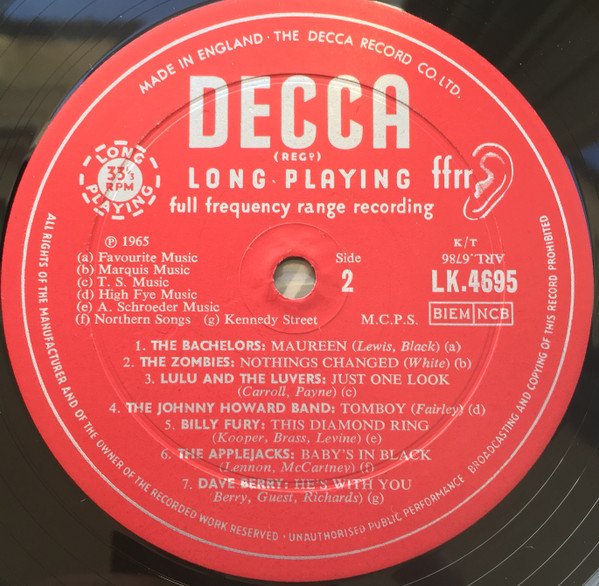 MADE IN ENGLAND · THE DECCA RECORD CO. LTD.
DECCA
(REGD)
LONG PLAYING
ffrr
full frequency range recording
LONG PLAYING
33 1/3
RPM
℗ 1965
(a) Favourite Music
(b) Marquis Music
(c) T. S. Music
(d) High Fye Music
(e) A. Schroeder Music
(f) Northern Songs (g) Kennedy Street
Side
2
K/T
ARL.6786
LK.4695
M.C.P.S.
BIEM NCB
1. THE BACHELORS: MAUREEN (Lewis, Black) (a)
2. THE ZOMBIES: NOTHINGS CHANGED (White) (b)
3. LULU AND THE LUVERS: JUST ONE LOOK
(Carroll, Payne) (c)
4. THE JOHNNY HOWARD BAND: TOMBOY (Fairley) (d)
5. BILLY FURY: THIS DIAMOND RING
(Kooper, Brass, Levine) (e)
6. THE APPLEJACKS: BABY'S IN BLACK
(Lennon, McCartney) (f)
7. DAVE BERRY: HE'S WITH YOU
Berry, Guest, Richards) (g)
ALL RIGHTS OF THE MANUFACTURER AND OF THE OWNER OF THE RECORDED WORK RESERVED · UNAUTHORISED PUBLIC PERFORMANCE BROADCASTING AND COPYING OF THIS RECORD PROHIBITED